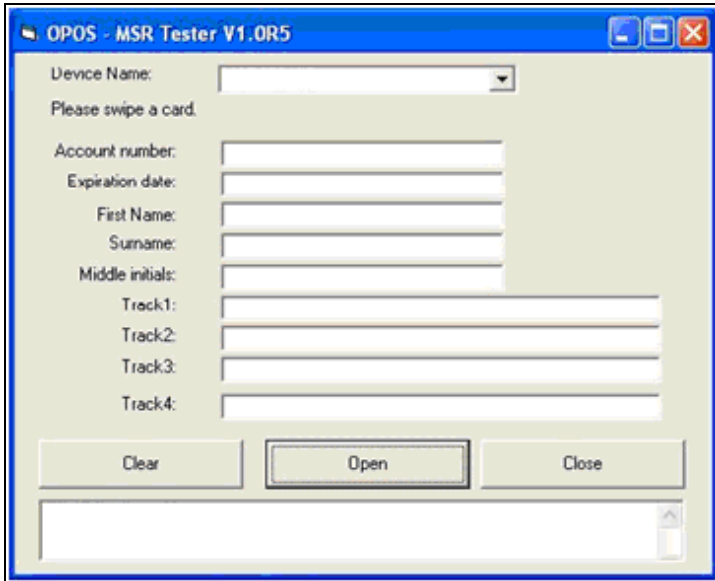 OPOS - MSR Tester V1.0R5
Device Name:
Please swipe a card.
Account number:
Expiration date:
First Name:
Surname:
Middle initials:
Track1:
Track2:
Track3:
Track4:
Clear Open Close